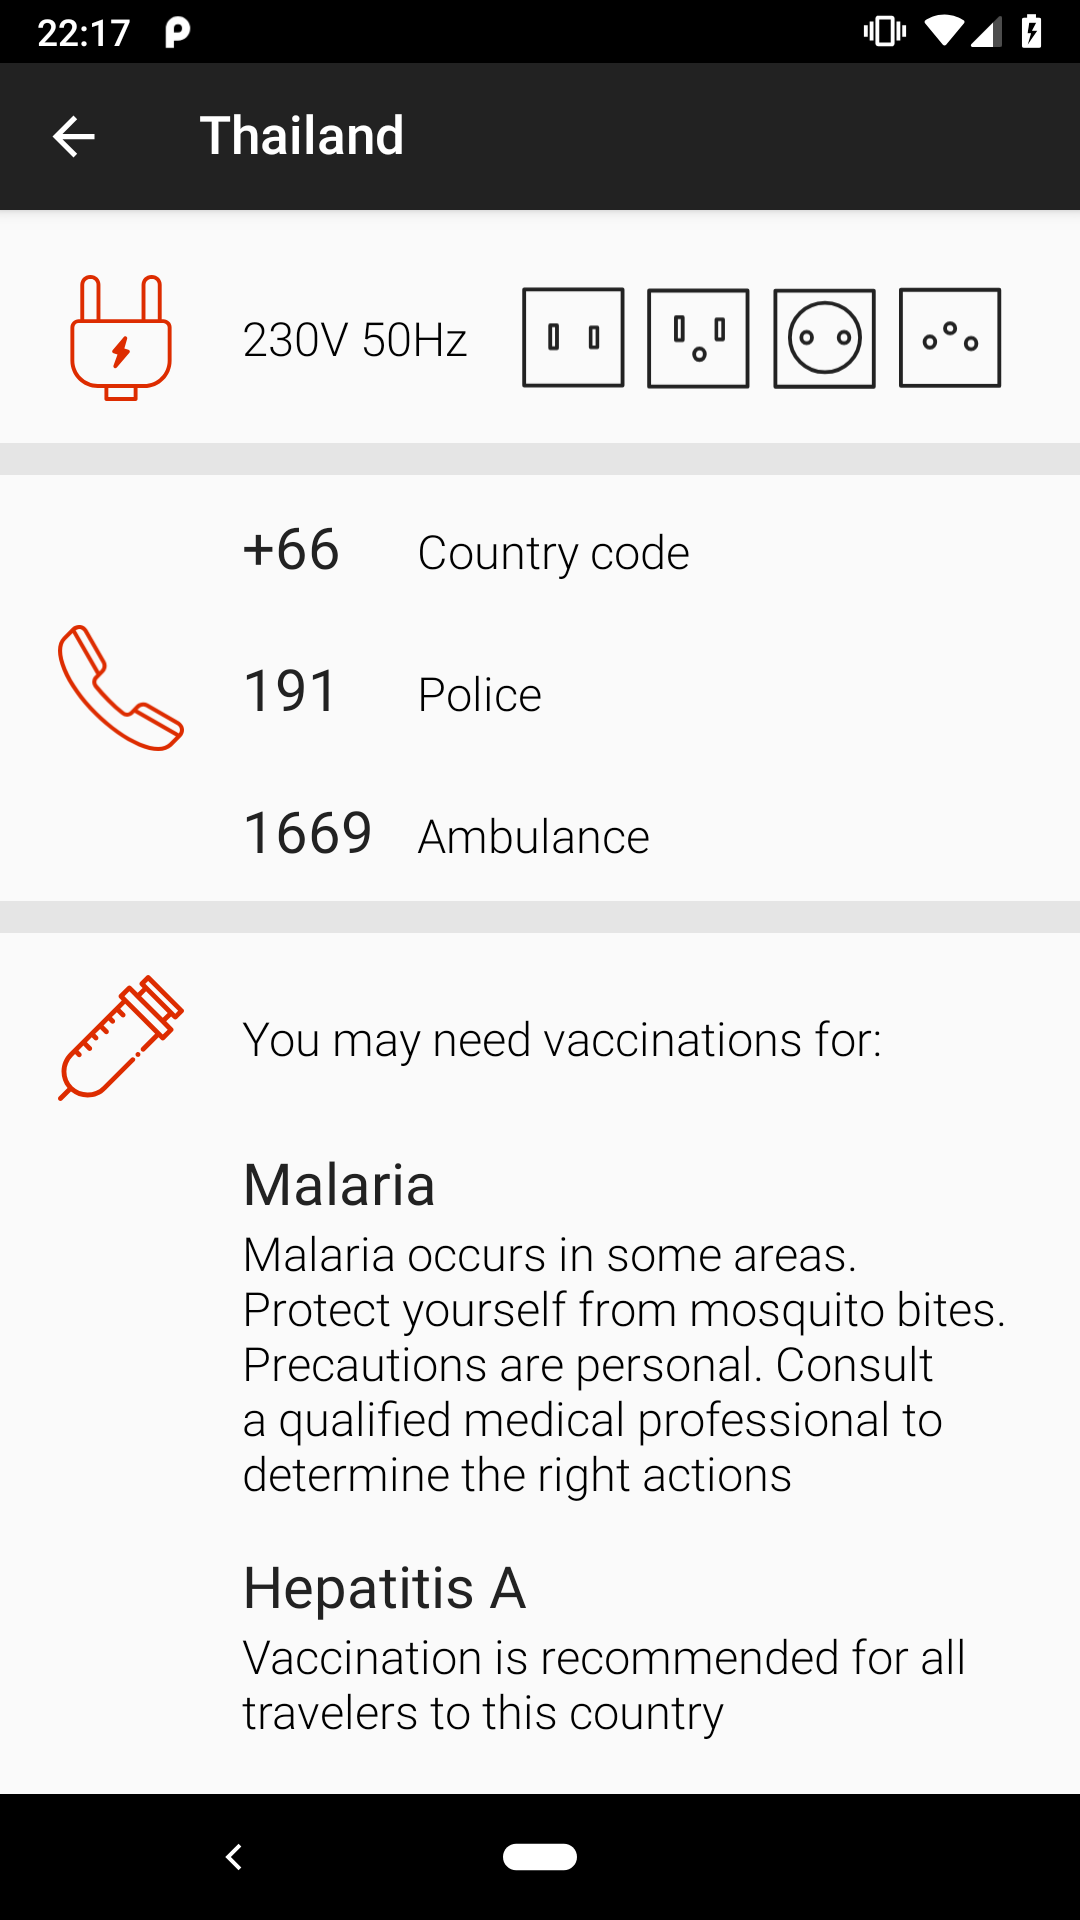 22:17
Thailand
230V 50Hz
+66 Country code
191 Police
1669 Ambulance
You may need vaccinations for:
Malaria
Malaria occurs in some areas.
Protect yourself from mosquito bites.
Precautions are personal. Consult
a qualified medical professional to
determine the right actions
Hepatitis A
Vaccination is recommended for all
travelers to this country